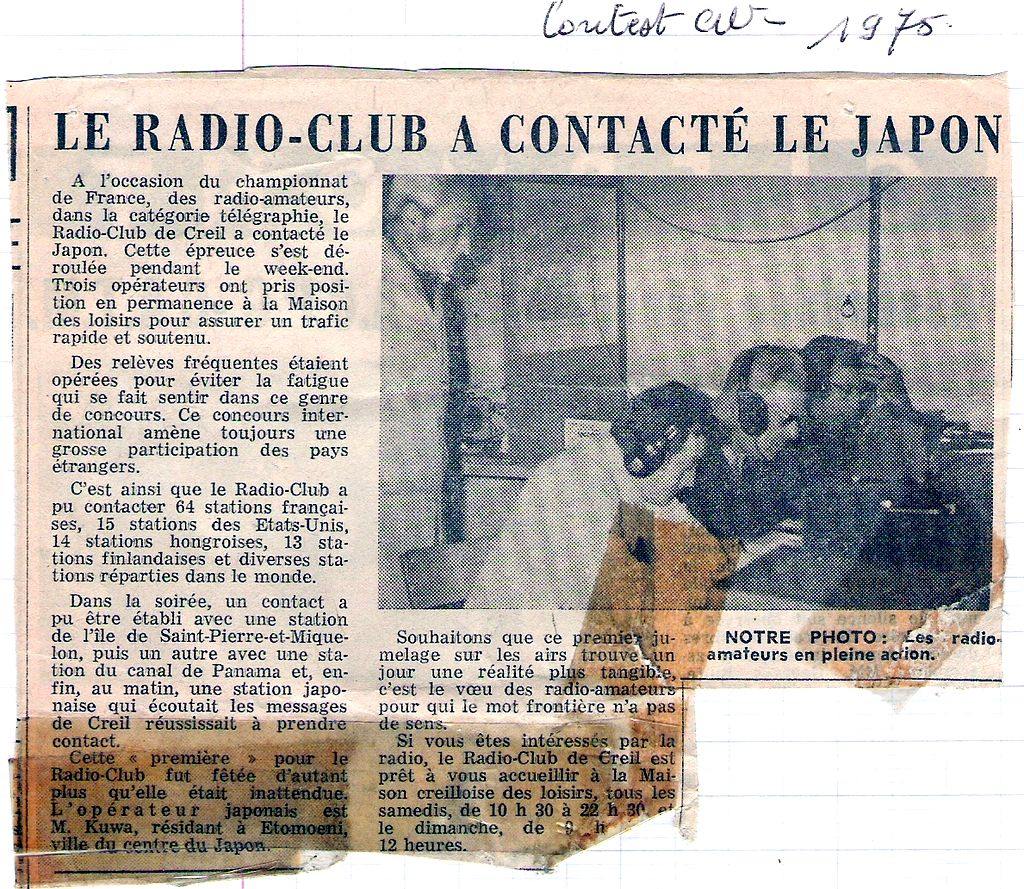 Contest CW 1975.
LE RADIO-CLUB A CONTACTÉ LE JAPON
A l'occasion du championnat
de France, des radio-amateurs,
dans la catégorie télégraphie, le
Radio-Club de Creil a contacté le
Japon. Cette épreuce s'est dé-
roulée pendant le week-end.
Trois opérateurs ont pris posi-
tion en permanence à la Maison
des loisirs pour assurer un trafic
rapide et soutenu.
Des relèves fréquentes étaient
opérées pour éviter la fatigue
qui se fait sentir dans ce genre
de concours. Ce concours inter-
national amène toujours une
grosse participation des pays
étrangers.
C'est ainsi que le Radio-Club a
pu contacter 64 stations françai-
ses, 15 stations des Etats-Unis,
14 stations hongroises, 13 sta-
tions finlandaises et diverses sta-
tions réparties dans le monde.
Dans la soirée, un contact a
pu être établi avec une station
de l'île de Saint-Pierre-et-Mique-
lon, puis un autre avec une sta-
tion du canal de Panama et, en-
fin, au matin, une station japo-
naise qui écoutait les messages
de Creil réussissait à prendre
contact.
Cette « première » pour le
Radio-Club fut fêtée d'autant
plus qu'elle était inattendue.
L'opérateur japonais est
M. Kuwa, résidant à Etomoeni,
ville du centre du Japon.
Souhaitons que ce premier ju-
melage sur les airs trouve un
jour une réalité plus tangible,
c'est le vœu des radio-amateurs
pour qui le mot frontière n'a pas
de sens.
Si vous êtes intéressés par la
radio, le Radio-Club de Creil est
prêt à vous accueillir à la Mai-
son creilloise des loisirs, tous les
samedis, de 10 h 30 à 22 h 30 et
le dimanche, de 9 h
12 heures.
NOTRE PHOTO : Les radio-
amateurs en pleine action.